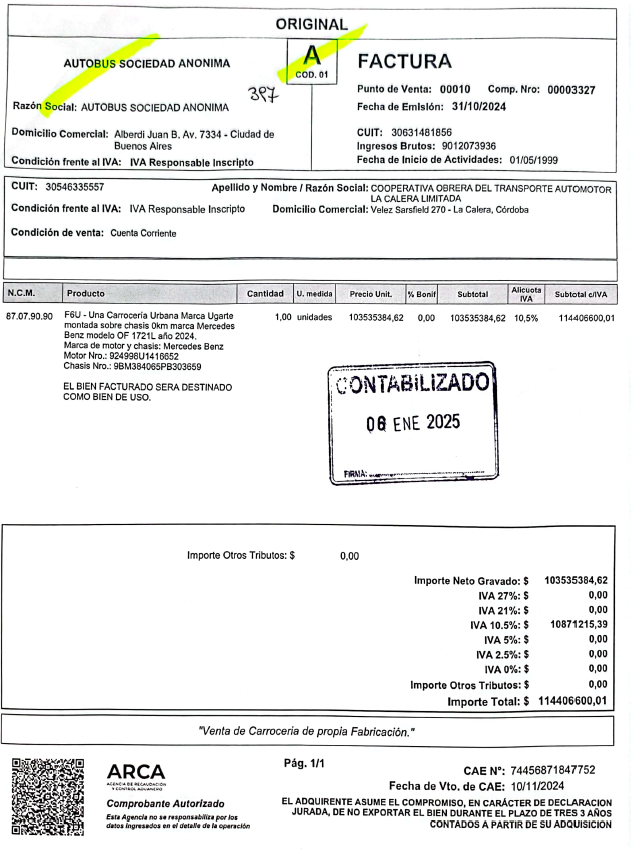 ORIGINAL
AUTOBUS SOCIEDAD ANONIMA
A
COD. 01
FACTURA
397
Punto de Venta: 00010 Comp. Nro: 00003327
Razón Social: AUTOBUS SOCIEDAD ANONIMA
Fecha de Emisión: 31/10/2024
Domicilio Comercial: Alberdi Juan B. Av. 7334 - Ciudad de
Buenos Aires
CUIT: 30631481856
Ingresos Brutos: 9012073936
Condición frente al IVA: IVA Responsable Inscripto
Fecha de Inicio de Actividades: 01/05/1999
CUIT: 30546335557
Apellido y Nombre / Razón Social: COOPERATIVA OBRERA DEL TRANSPORTE AUTOMOTOR
LA CALERA LIMITADA
Condición frente al IVA: IVA Responsable Inscripto
Domicilio Comercial: Velez Sarsfield 270 - La Calera, Córdoba
Condición de venta: Cuenta Corriente
N.C.M. Producto Cantidad U. medida Precio Unit. % Bonif Subtotal Alicuota IVA Subtotal c/IVA
87.07.90.90 F6U - Una Carrocería Urbana Marca Ugarte 1,00 unidades 103535384,62 0,00 103535384,62 10,5% 114406600,01
montada sobre chasis 0km marca Mercedes
Benz modelo OF 1721L año 2024.
Marca de motor y chasis: Mercedes Benz
Motor Nro.: 924998U1416652
Chasis Nro.: 9BM384065PB303659
EL BIEN FACTURADO SERA DESTINADO
COMO BIEN DE USO.
CONTABILIZADO
06 ENE 2025
FIRMA:
Importe Otros Tributos: $ 0,00
Importe Neto Gravado: $ 103535384,62
IVA 27%: $ 0,00
IVA 21%: $ 0,00
IVA 10.5%: $ 10871215,39
IVA 5%: $ 0,00
IVA 2.5%: $ 0,00
IVA 0%: $ 0,00
Importe Otros Tributos: $ 0,00
Importe Total: $ 114406600,01
"Venta de Carroceria de propia Fabricación."
ARCA
AGENCIA DE RECAUDACIÓN
Y CONTROL ADUANERO
Comprobante Autorizado
Esta Agencia no se responsabiliza por los
datos ingresados en el detalle de la operación
Pág. 1/1
CAE N°: 74456871847752
Fecha de Vto. de CAE: 10/11/2024
EL ADQUIRENTE ASUME EL COMPROMISO, EN CARÁCTER DE DECLARACION
JURADA, DE NO EXPORTAR EL BIEN DURANTE EL PLAZO DE TRES 3 AÑOS
CONTADOS A PARTIR DE SU ADQUISICIÓN